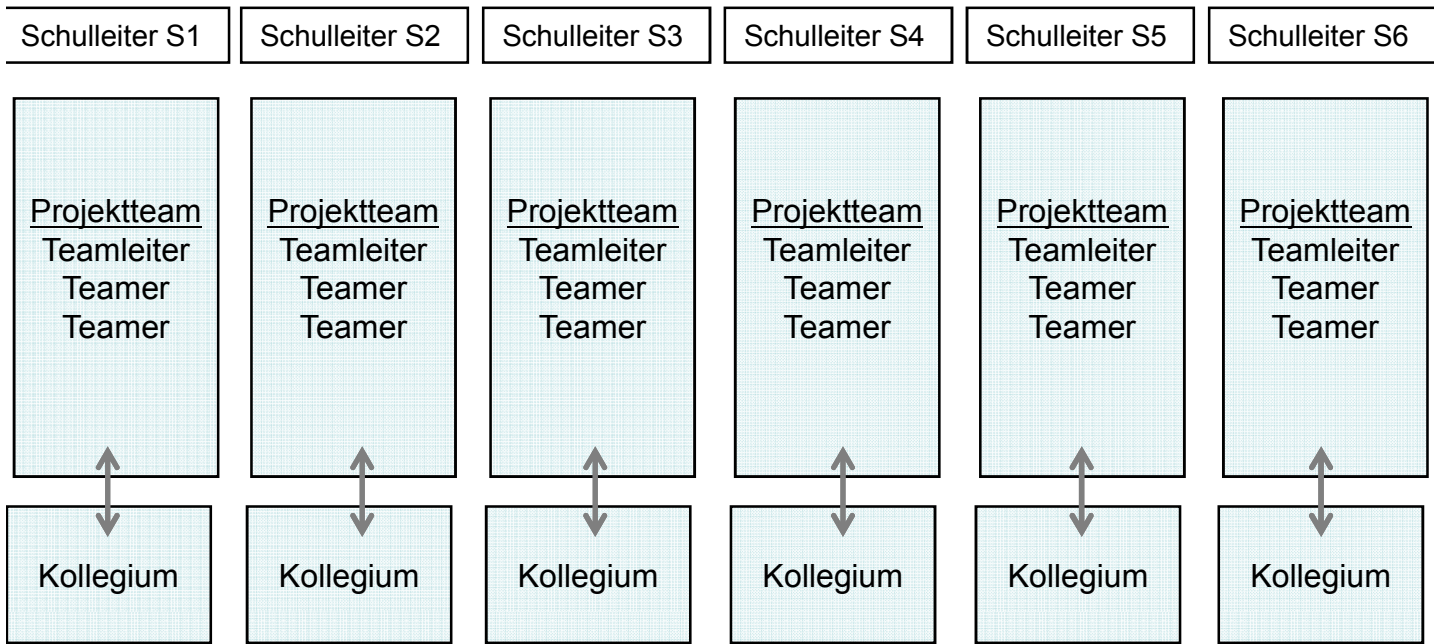 Schulleiter S1
Schulleiter S2
Schulleiter S3
Schulleiter S4
Schulleiter S5
Schulleiter S6
Projektteam
Teamleiter
Teamer
Teamer
Projektteam
Teamleiter
Teamer
Teamer
Projektteam
Teamleiter
Teamer
Teamer
Projektteam
Teamleiter
Teamer
Teamer
Projektteam
Teamleiter
Teamer
Teamer
Projektteam
Teamleiter
Teamer
Teamer
Kollegium
Kollegium
Kollegium
Kollegium
Kollegium
Kollegium